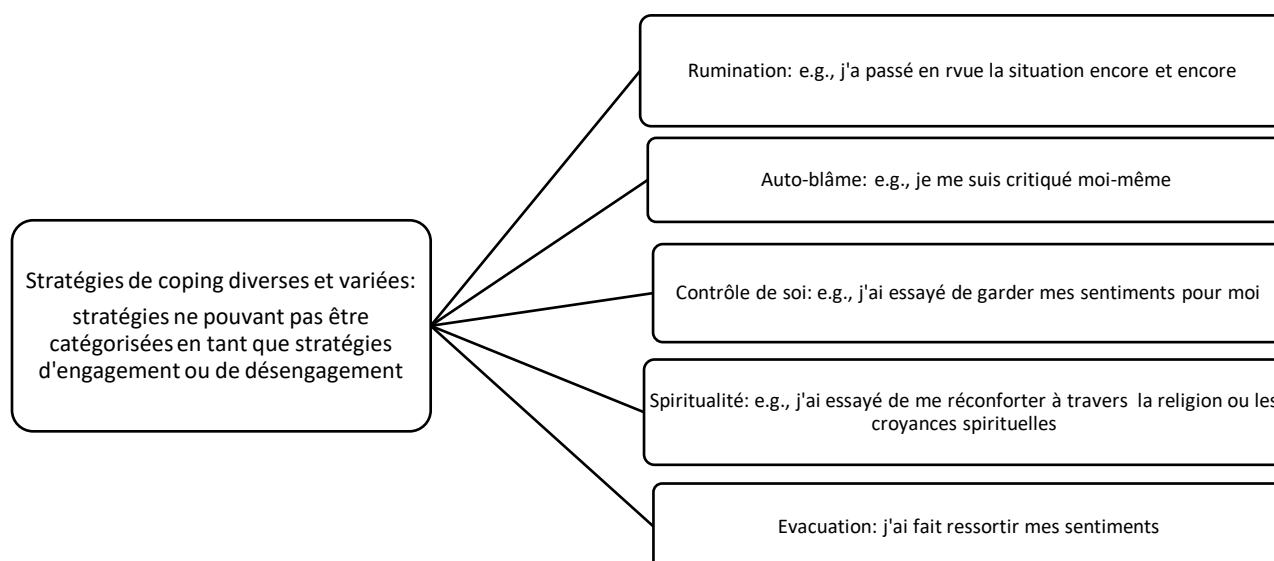 Rumination: e.g., j'a passé en rvue la situation encore et encore
Auto-blâme: e.g., je me suis critiqué moi-même
Stratégies de coping diverses et variées:
stratégies ne pouvant pas être
catégorisées en tant que stratégies
d'engagement ou de désengagement
Contrôle de soi: e.g., j'ai essayé de garder mes sentiments pour moi
Spiritualité: e.g., j'ai essayé de me réconforter à travers la religion ou les
croyances spirituelles
Evacuation: j'ai fait ressortir mes sentiments